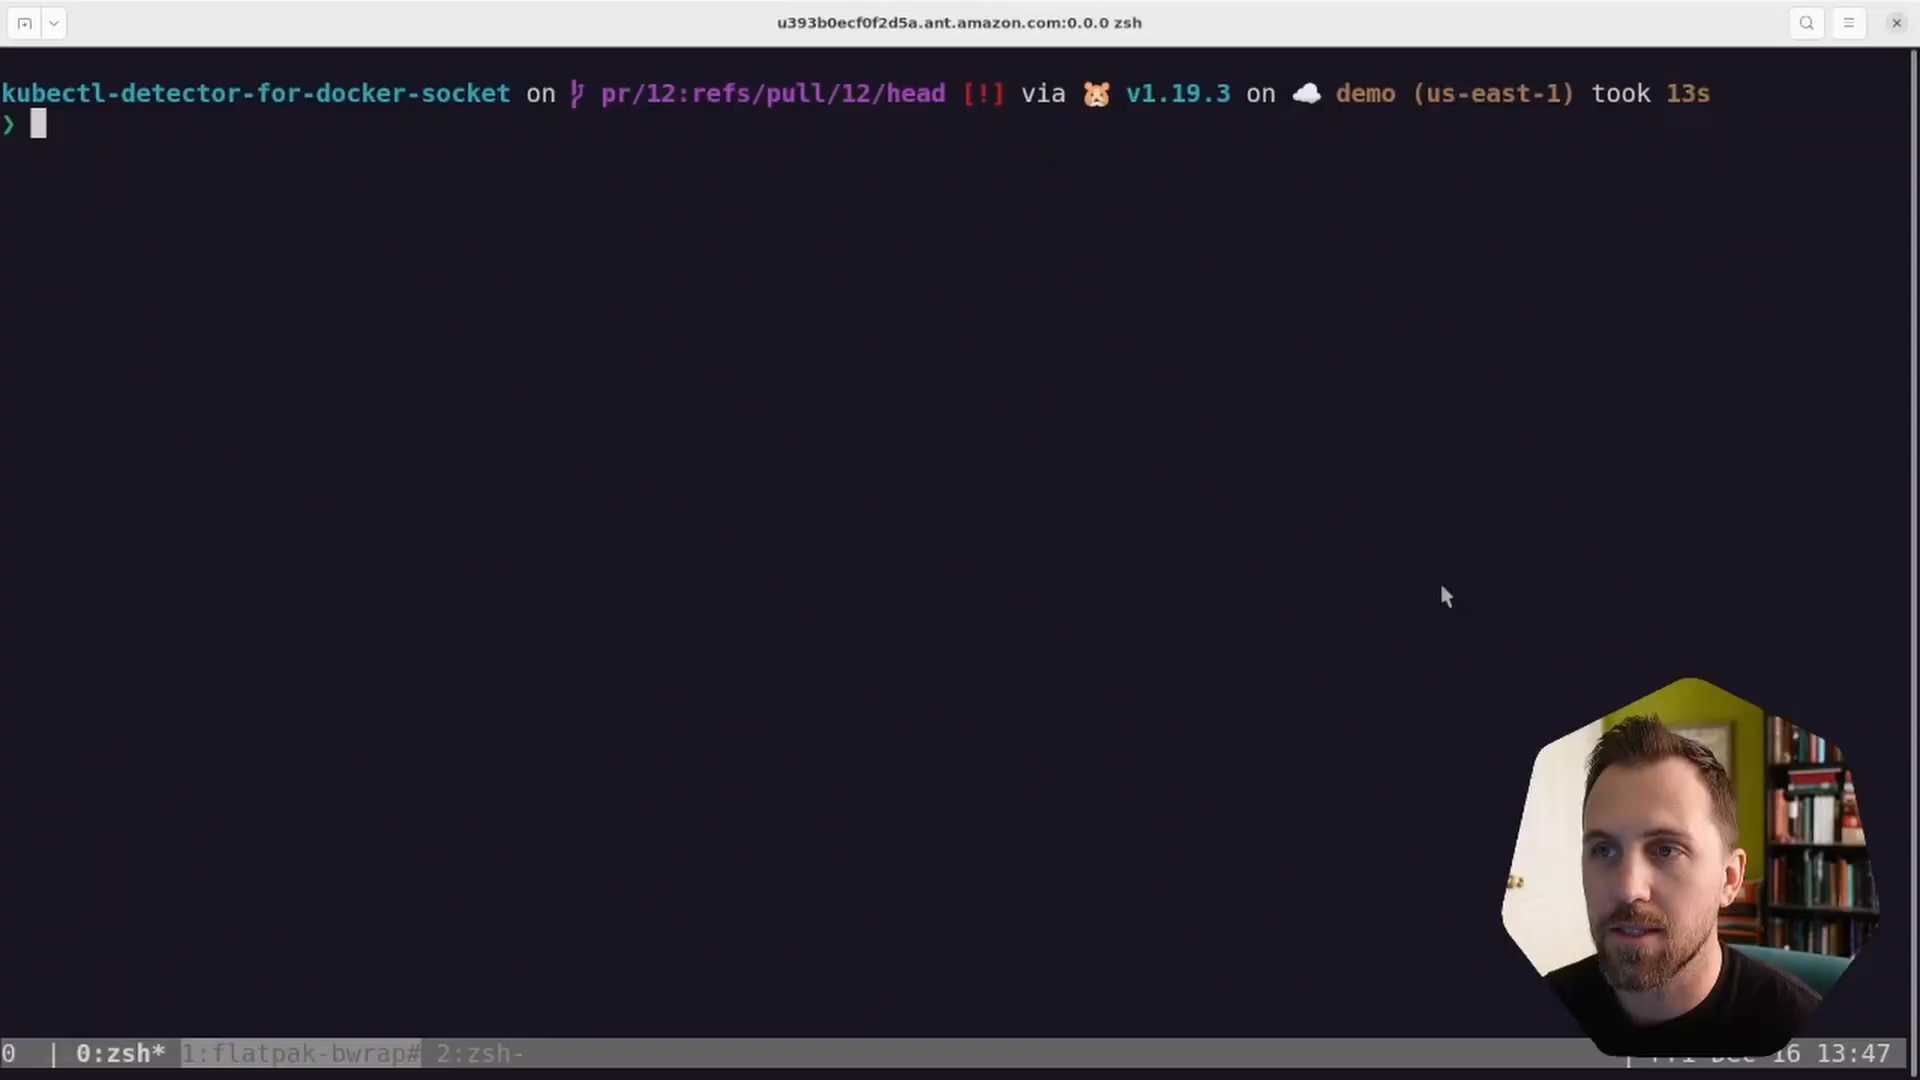 u393b0ecf0f2d5a.ant.amazon.com:0.0.0 zsh
kubectl-detector-for-docker-socket on pr/12:refs/pull/12/head [!] via 🐹 v1.19.3 on ☁️ demo (us-east-1) took 13s
❯
0 | 0:zsh* 1:flatpak-bwrap# 2:zsh- | Fri Dec 16 13:47